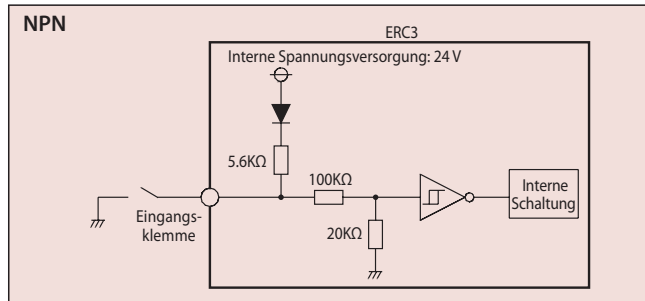 NPN
ERC3
Interne Spannungsversorgung: 24 V
5.6KΩ
100KΩ
Interne
Schaltung
Eingangs-
klemme
20KΩ